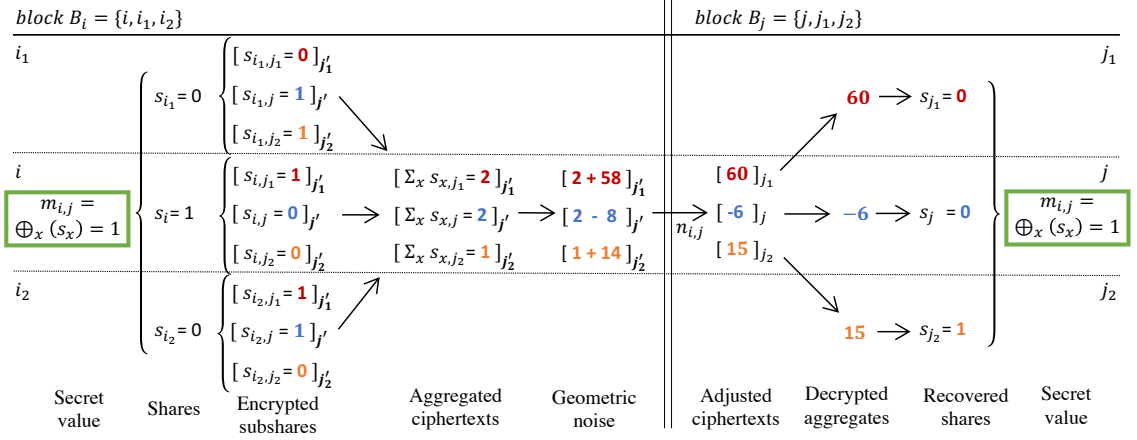 block B_i = {i, i_1, i_2}
block B_j = {j, j_1, j_2}
i_1
j_1
s_{i_1} = 0
[ s_{i_1,j_1} = 0 ]_{j'_1}
[ s_{i_1,j} = 1 ]_{j'}
[ s_{i_1,j_2} = 1 ]_{j'_2}
60
s_{j_1} = 0
i
j
m_{i,j} =
⊕_x (s_x) = 1
s_i = 1
[ s_{i,j_1} = 1 ]_{j'_1}
[ s_{i,j} = 0 ]_{j'}
[ s_{i,j_2} = 0 ]_{j'_2}
[ Σ_x s_{x,j_1} = 2 ]_{j'_1}
[ Σ_x s_{x,j} = 2 ]_{j'}
[ Σ_x s_{x,j_2} = 1 ]_{j'_2}
[ 2 + 58 ]_{j'_1}
[ 2 - 8 ]_{j'}
[ 1 + 14 ]_{j'_2}
n_{i,j}
[ 60 ]_{j_1}
[ -6 ]_j
[ 15 ]_{j_2}
−6
s_j = 0
m_{i,j} =
⊕_x (s_x) = 1
i_2
j_2
s_{i_2} = 0
[ s_{i_2,j_1} = 1 ]_{j'_1}
[ s_{i_2,j} = 1 ]_{j'}
[ s_{i_2,j_2} = 0 ]_{j'_2}
15
s_{j_2} = 1
Secret
value
Shares
Encrypted
subshares
Aggregated
ciphertexts
Geometric
noise
Adjusted
ciphertexts
Decrypted
aggregates
Recovered
shares
Secret
value